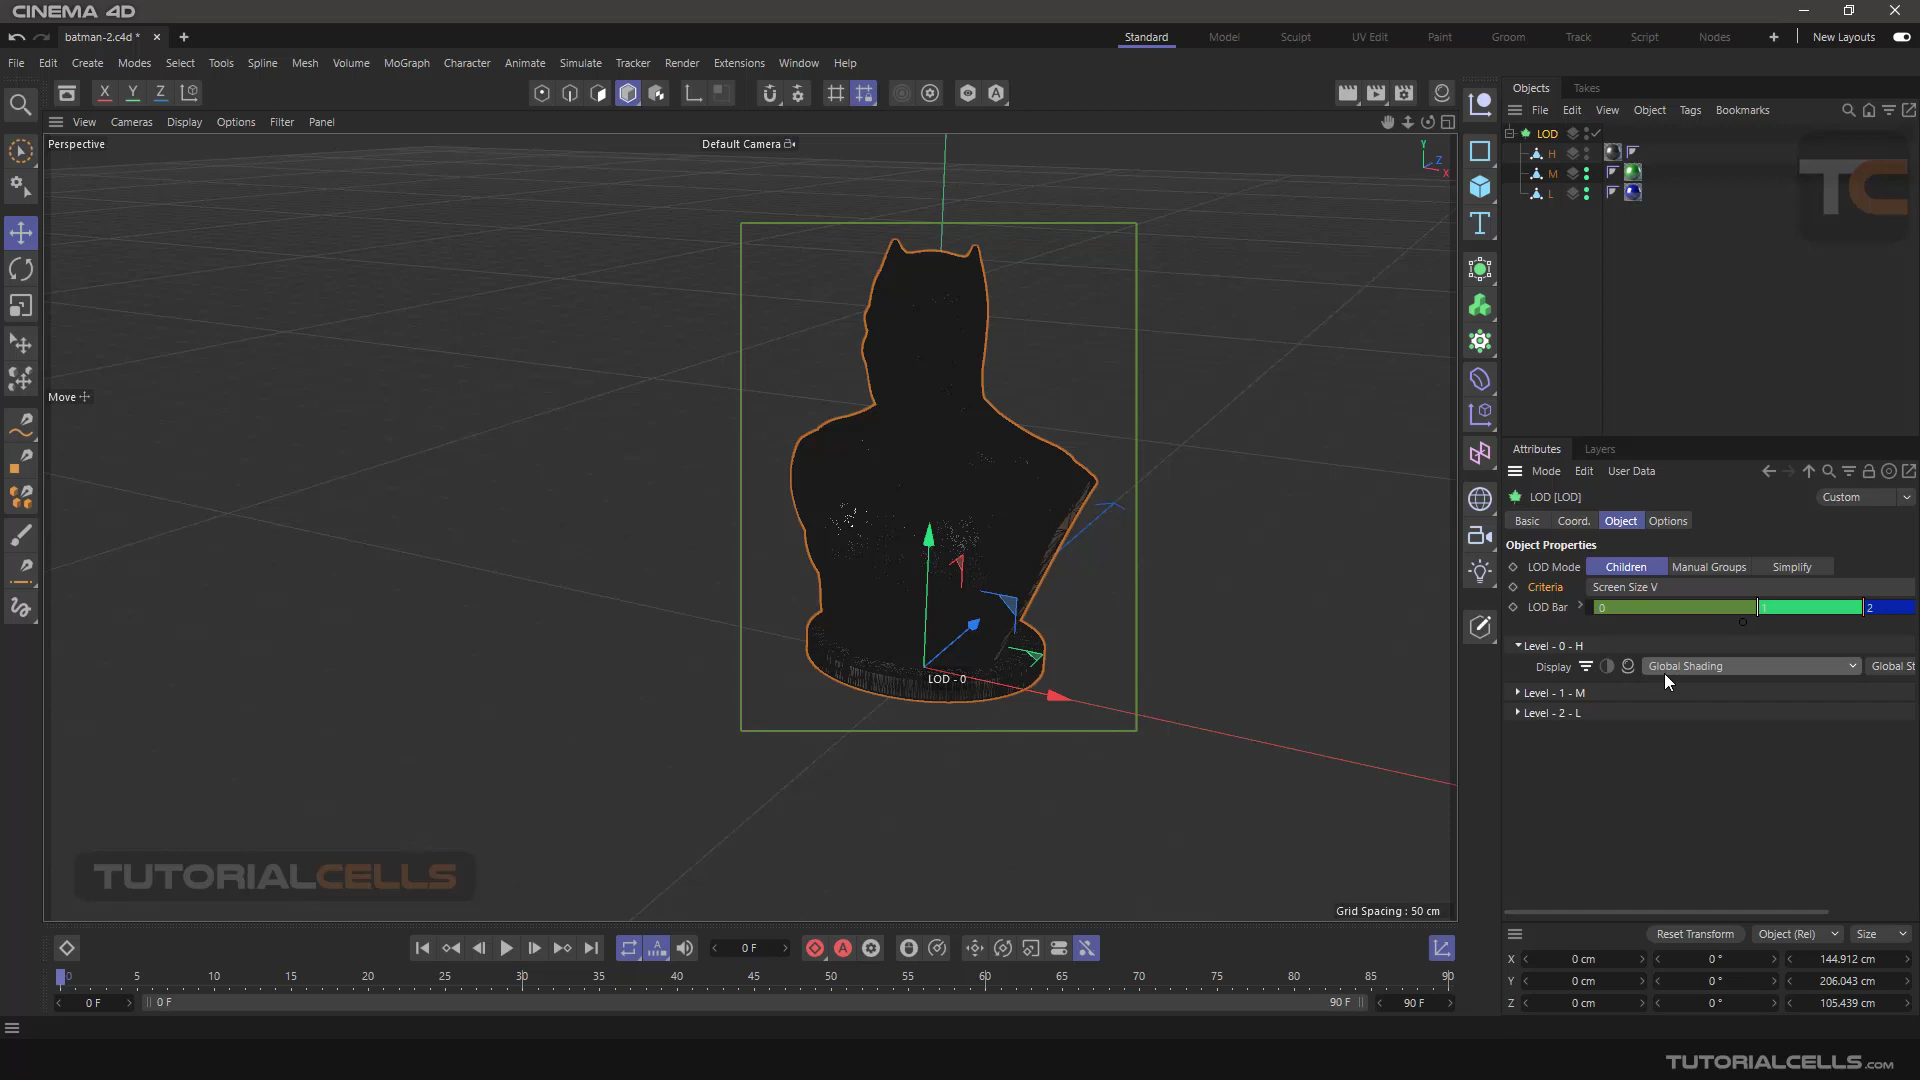 CINEMA 4D
batman-2.c4d *
Standard Model Sculpt UV Edit Paint Groom Track Script Nodes New Layouts
File Edit Create Modes Select Tools Spline Mesh Volume MoGraph Character Animate Simulate Tracker Render Extensions Window Help
X Y Z
View Cameras Display Options Filter Panel
Perspective
Default Camera
Y
Z
X
Move
LOD - 0
TUTORIALCELLS
Grid Spacing : 50 cm
Objects Takes
File Edit View Object Tags Bookmarks
LOD
H
M
L
TC
Attributes Layers
Mode Edit User Data
LOD [LOD] Custom
Basic Coord. Object Options
Object Properties
LOD Mode Children Manual Groups Simplify
Criteria Screen Size V
LOD Bar 0 1 2
Level - 0 - H
Display Global Shading Global St
Level - 1 - M
Level - 2 - L
Reset Transform Object (Rel) Size
X 0 cm 0 ° 144.912 cm
Y 0 cm 0 ° 206.043 cm
Z 0 cm 0 ° 105.439 cm
0 F
0 5 10 15 20 25 30 35 40 45 50 55 60 65 70 75 80 85 90
0 F 0 F 90 F 90 F
TUTORIALCELLS.com